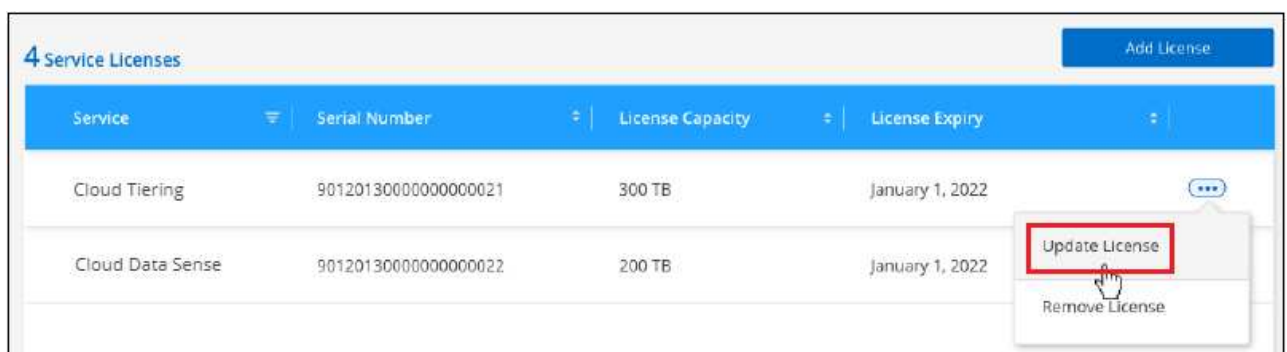 4 Service Licenses
Add License
Service Serial Number License Capacity License Expiry
Cloud Tiering 90120130000000000021 300 TB January 1, 2022
Update License
Cloud Data Sense 90120130000000000022 200 TB January 1, 2022
Remove License